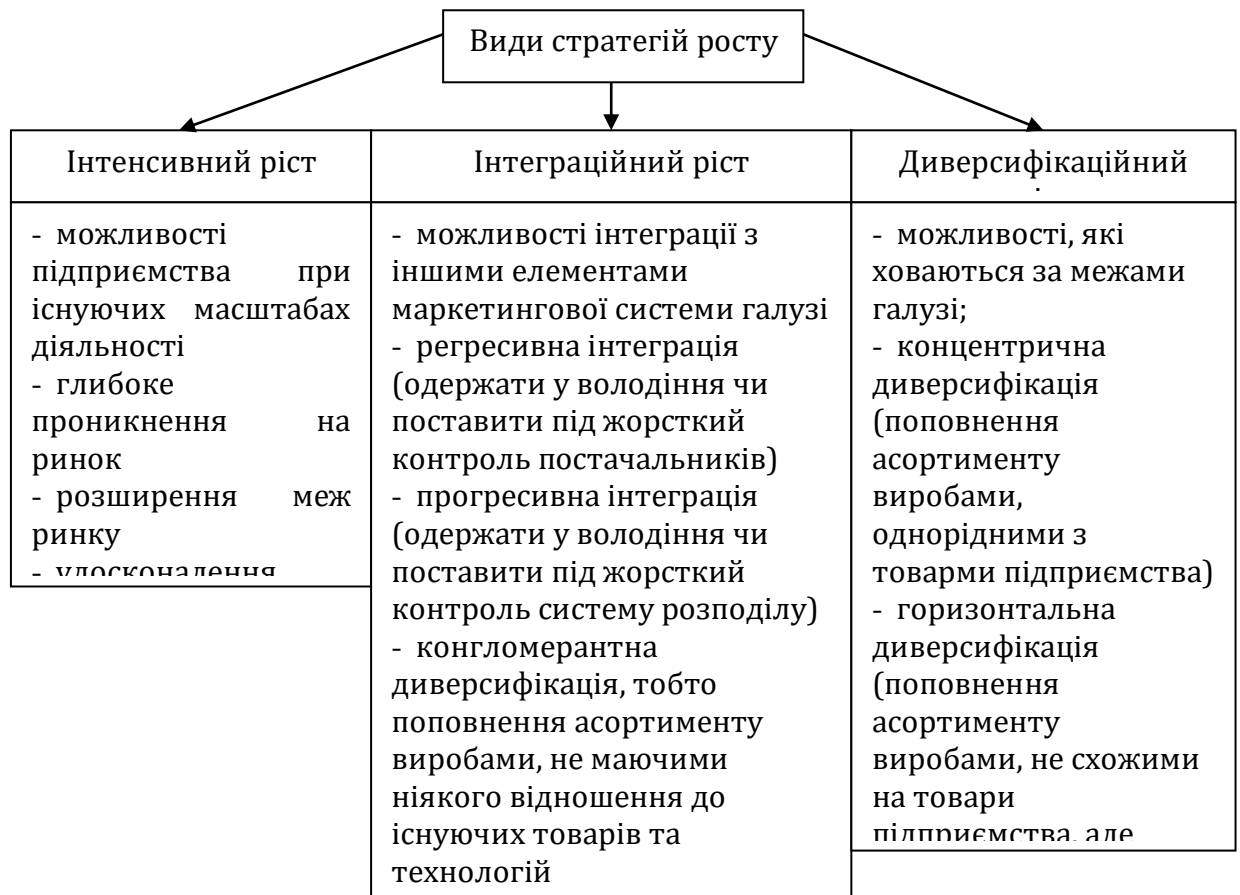 Види стратегій росту
Інтенсивний ріст
- можливості
підприємства при
існуючих масштабах
діяльності
- глибоке
проникнення на
ринок
- розширення меж
ринку
- удосконалення
Інтеграційний ріст
- можливості інтеграції з
іншими елементами
маркетингової системи галузі
- регресивна інтеграція
(одержати у володіння чи
поставити під жорсткий
контроль постачальників)
- прогресивна інтеграція
(одержати у володіння чи
поставити під жорсткий
контроль систему розподілу)
- конгломерантна
диверсифікація, тобто
поповнення асортименту
виробами, не маючими
ніякого відношення до
існуючих товарів та
технологій
Диверсифікаційний
- можливості, які
ховаються за межами
галузі;
- концентрична
диверсифікація
(поповнення
асортименту
виробами,
однорідними з
товарми підприємства)
- горизонтальна
диверсифікація
(поповнення
асортименту
виробами, не схожими
на товари
підприємства, але